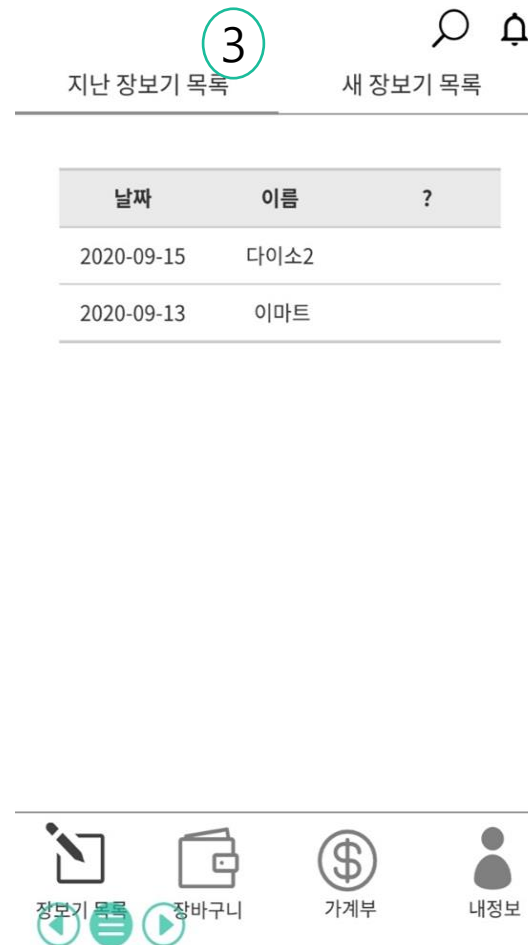 3
지난 장보기 목록 새 장보기 목록
날짜 이름 ?
2020-09-15 다이소2
2020-09-13 이마트
장보기 목록 장바구니 가계부 내정보